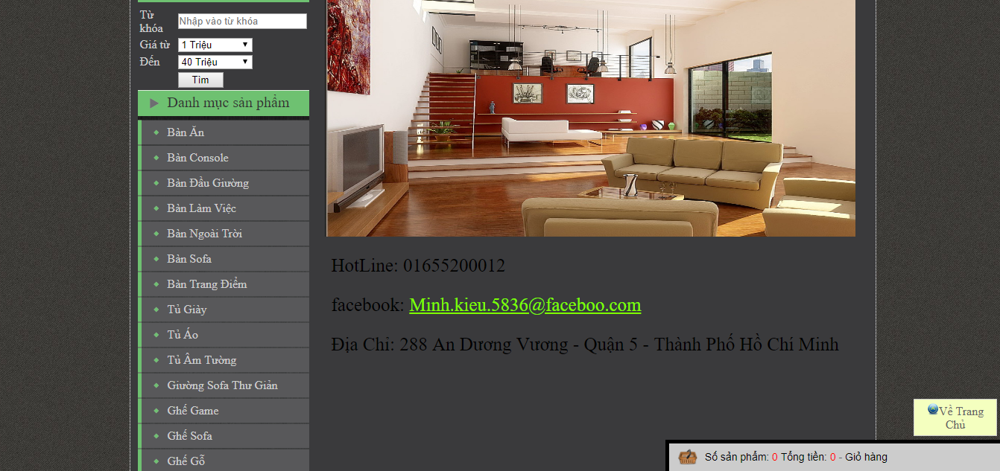 Từ
khóa
Nhập vào từ khóa
Giá từ
1 Triệu
Đến
40 Triệu
Tìm
Danh mục sản phẩm
Bàn Ăn
Bàn Console
Bàn Đầu Giường
Bàn Làm Việc
Bàn Ngoài Trời
Bàn Sofa
Bàn Trang Điểm
Tủ Giày
Tủ Áo
Tủ Âm Tường
Giường Sofa Thư Giản
Ghế Game
Ghế Sofa
Ghế Gỗ
HotLine: 01655200012
facebook: Minh.kieu.5836@faceboo.com
Địa Chỉ: 288 An Dương Vương - Quận 5 - Thành Phố Hồ Chí Minh
Về Trang
Chủ
Số sản phẩm: 0 Tổng tiền: 0 - Giỏ hàng